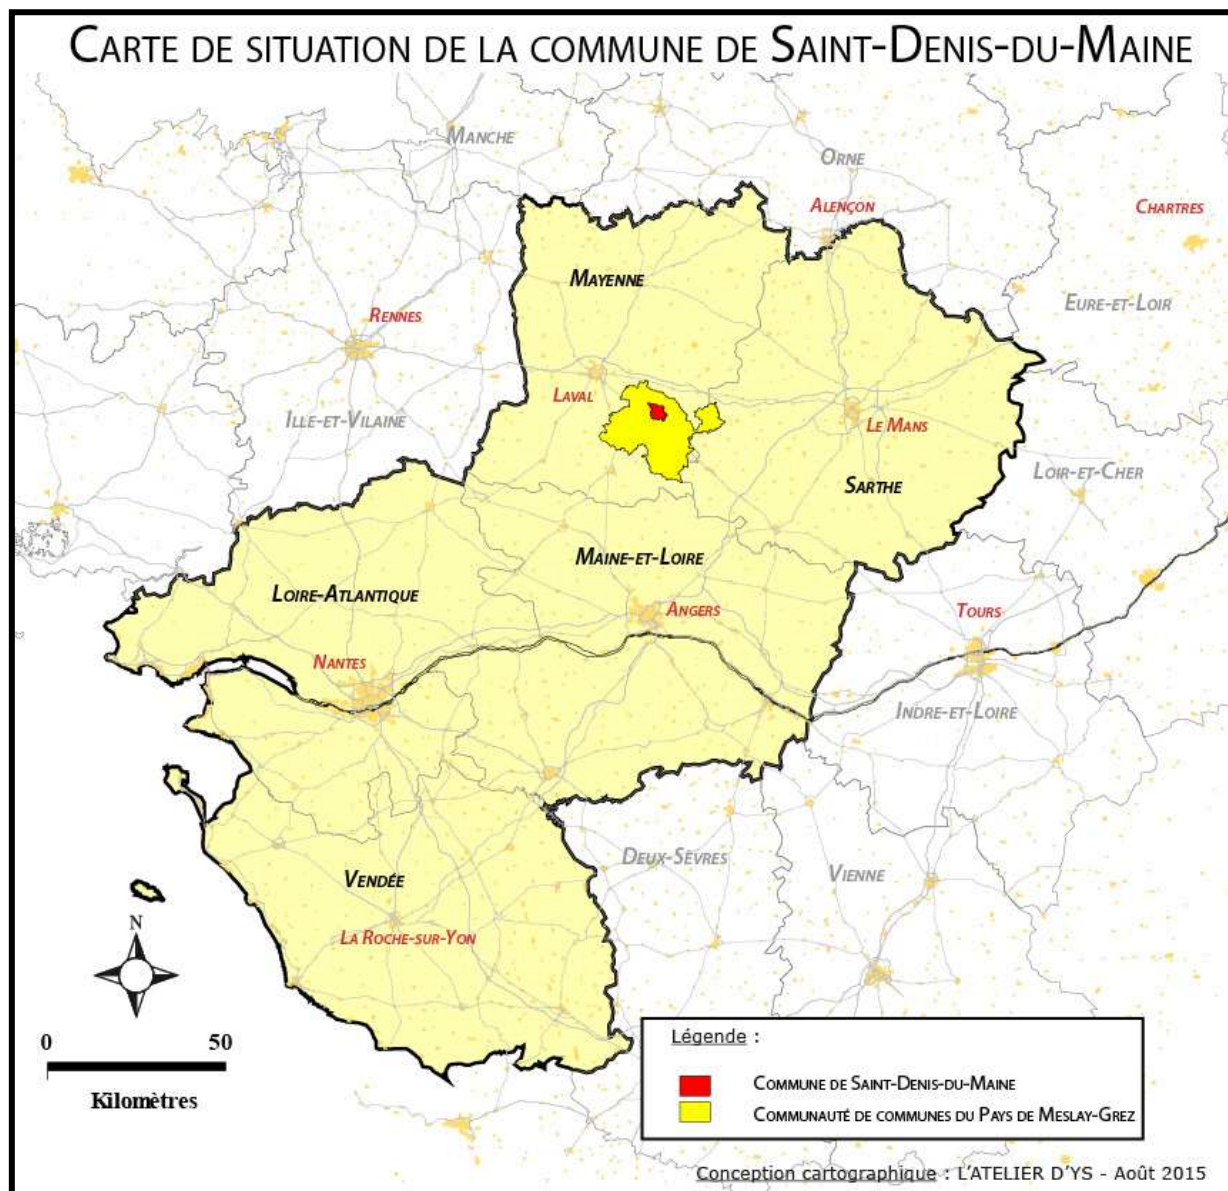 CARTE DE SITUATION DE LA COMMUNE DE SAINT-DENIS-DU-MAINE
MANCHE
ORNE
ALENÇON
CHARTRES
MAYENNE
EURE-ET-LOIR
RENNES
LAVAL
ILLE-ET-VILAINE
LE MANS
LOIR-ET-CHER
SARTHE
MAINE-ET-LOIRE
LOIRE-ATLANTIQUE
ANGERS
TOURS
NANTES
INDRE-ET-LOIRE
DEUX-SÈVRES
VIENNE
VENDÉE
N
LA ROCHE-SUR-YON
0 50
Kilomètres
Légende :
COMMUNE DE SAINT-DENIS-DU-MAINE
COMMUNAUTÉ DE COMMUNES DU PAYS DE MESLAY-GREZ
Conception cartographique : L'ATELIER D'YS - Août 2015